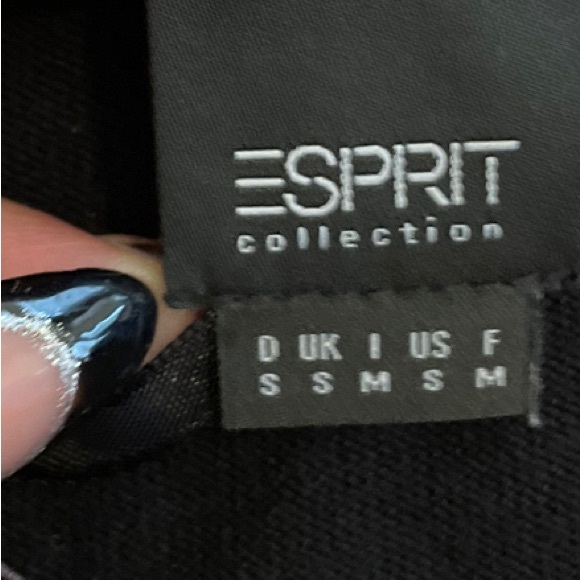 ESPRIT
collection
D UK I US F
S S M S M